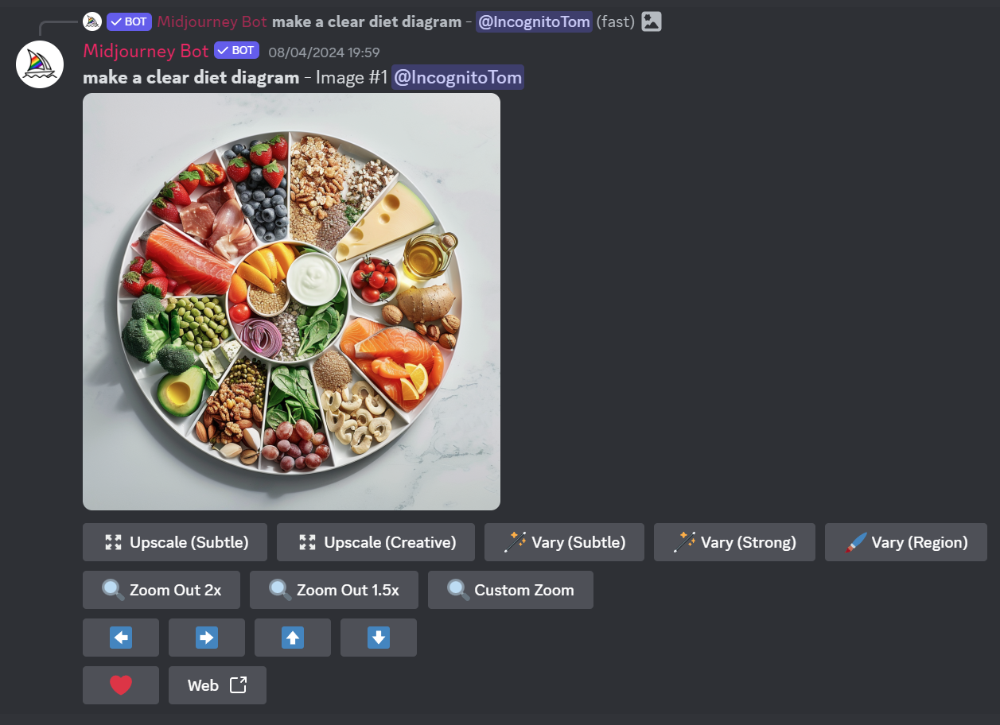 BOT Midjourney Bot make a clear diet diagram - @IncognitoTom (fast)
Midjourney Bot BOT 08/04/2024 19:59
make a clear diet diagram - Image #1 @IncognitoTom
Upscale (Subtle) Upscale (Creative) Vary (Subtle) Vary (Strong) Vary (Region)
Zoom Out 2x Zoom Out 1.5x Custom Zoom
Web